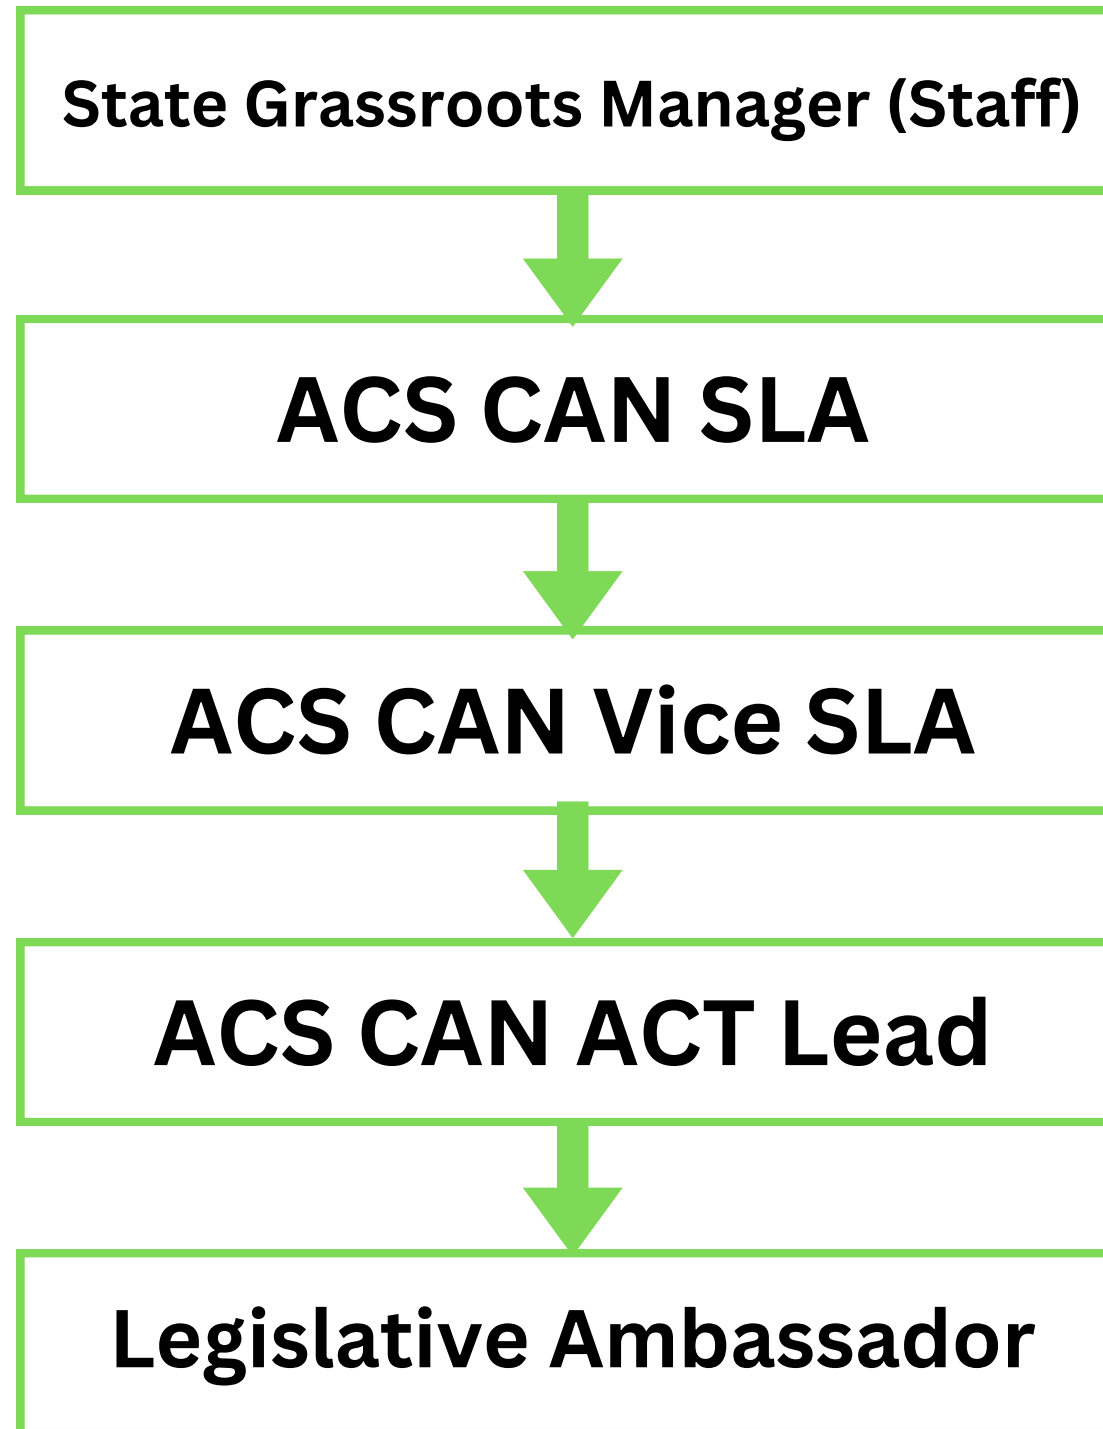 State Grassroots Manager (Staff)
ACS CAN SLA
ACS CAN Vice SLA
ACS CAN ACT Lead
Legislative Ambassador